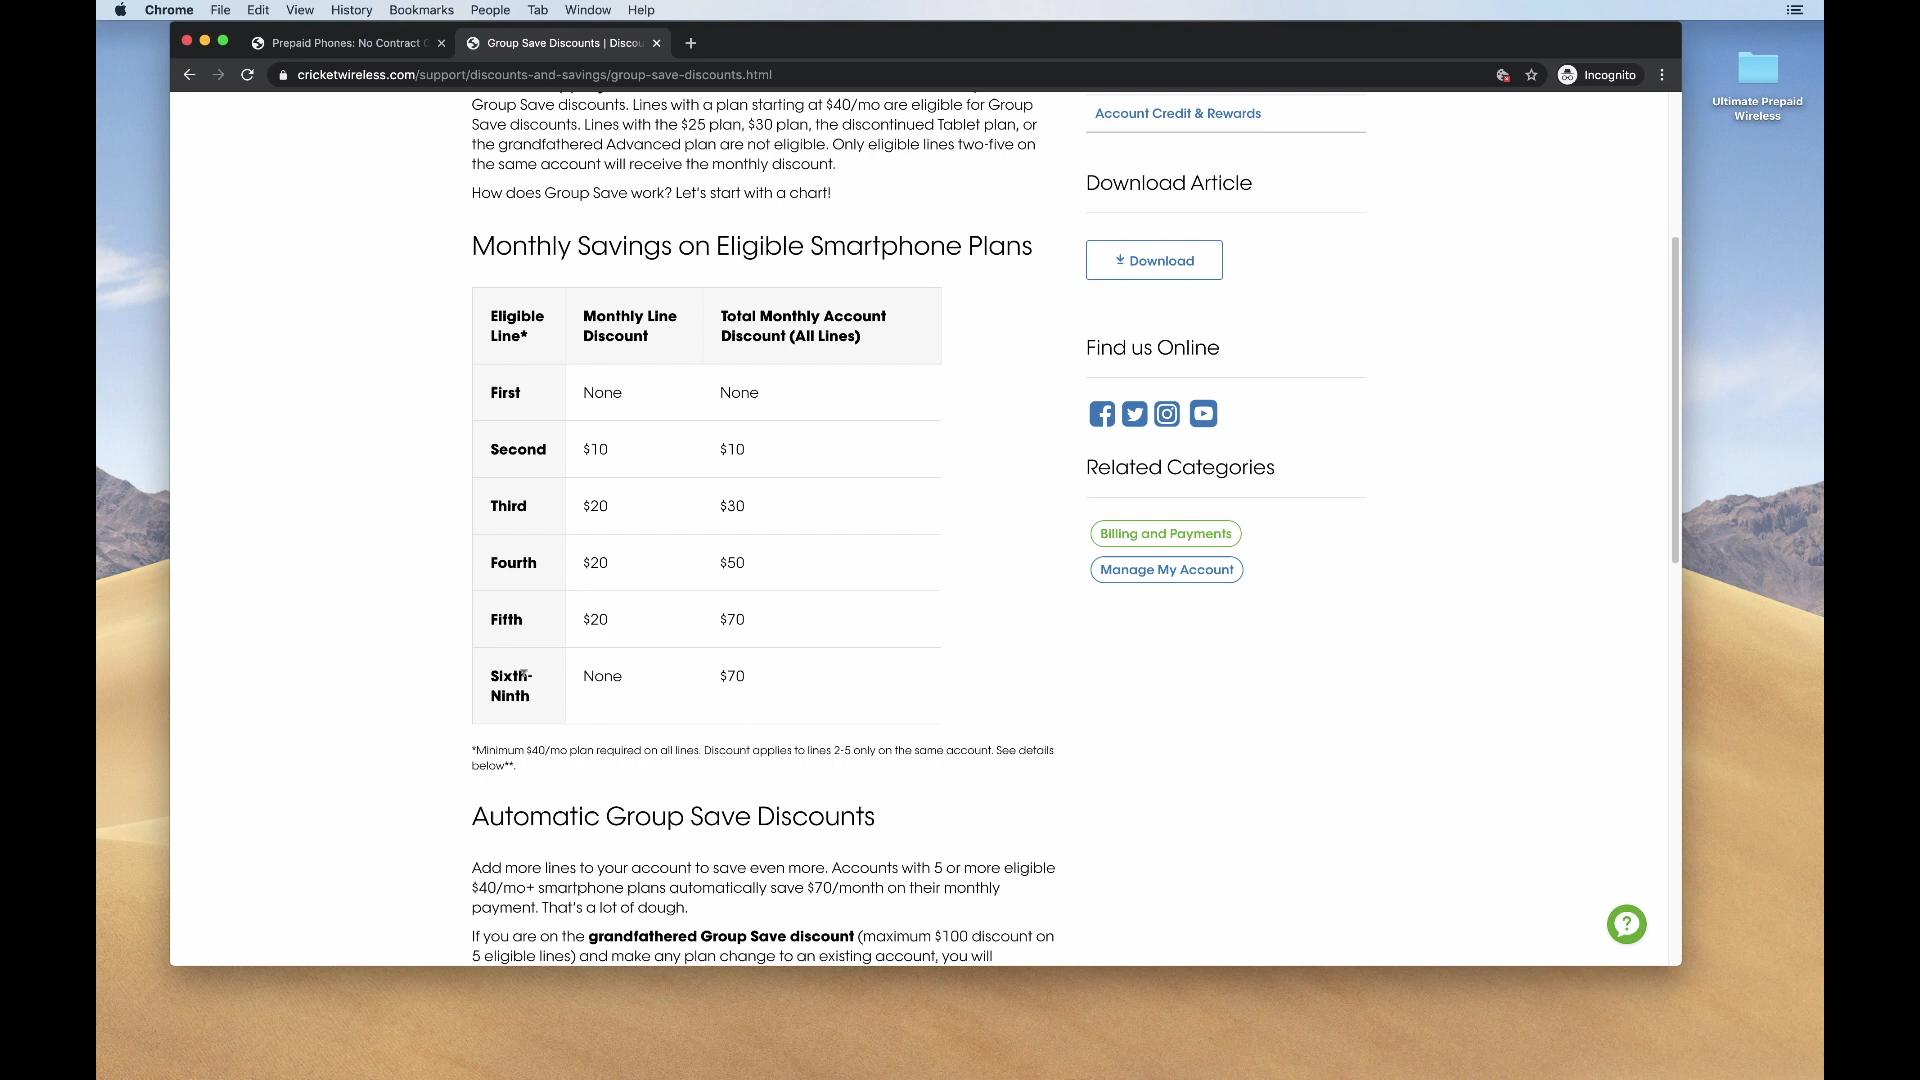 Chrome File Edit View History Bookmarks People Tab Window Help
Prepaid Phones: No Contract
Group Save Discounts | Discou
cricketwireless.com/support/discounts-and-savings/group-save-discounts.html
Incognito
Ultimate Prepaid
Wireless
Group Save discounts. Lines with a plan starting at $40/mo are eligible for Group
Save discounts. Lines with the $25 plan, $30 plan, the discontinued Tablet plan, or
the grandfathered Advanced plan are not eligible. Only eligible lines two-five on
the same account will receive the monthly discount.
How does Group Save work? Let's start with a chart!
Monthly Savings on Eligible Smartphone Plans
Eligible
Line*
Monthly Line
Discount
Total Monthly Account
Discount (All Lines)
First None None
Second $10 $10
Third $20 $30
Fourth $20 $50
Fifth $20 $70
Sixth-
Ninth
None $70
*Minimum $40/mo plan required on all lines. Discount applies to lines 2-5 only on the same account. See details
below**.
Automatic Group Save Discounts
Add more lines to your account to save even more. Accounts with 5 or more eligible
$40/mo+ smartphone plans automatically save $70/month on their monthly
payment. That's a lot of dough.
If you are on the grandfathered Group Save discount (maximum $100 discount on
5 eligible lines) and make any plan change to an existing account, you will
Account Credit & Rewards
Download Article
Download
Find us Online
Related Categories
Billing and Payments
Manage My Account